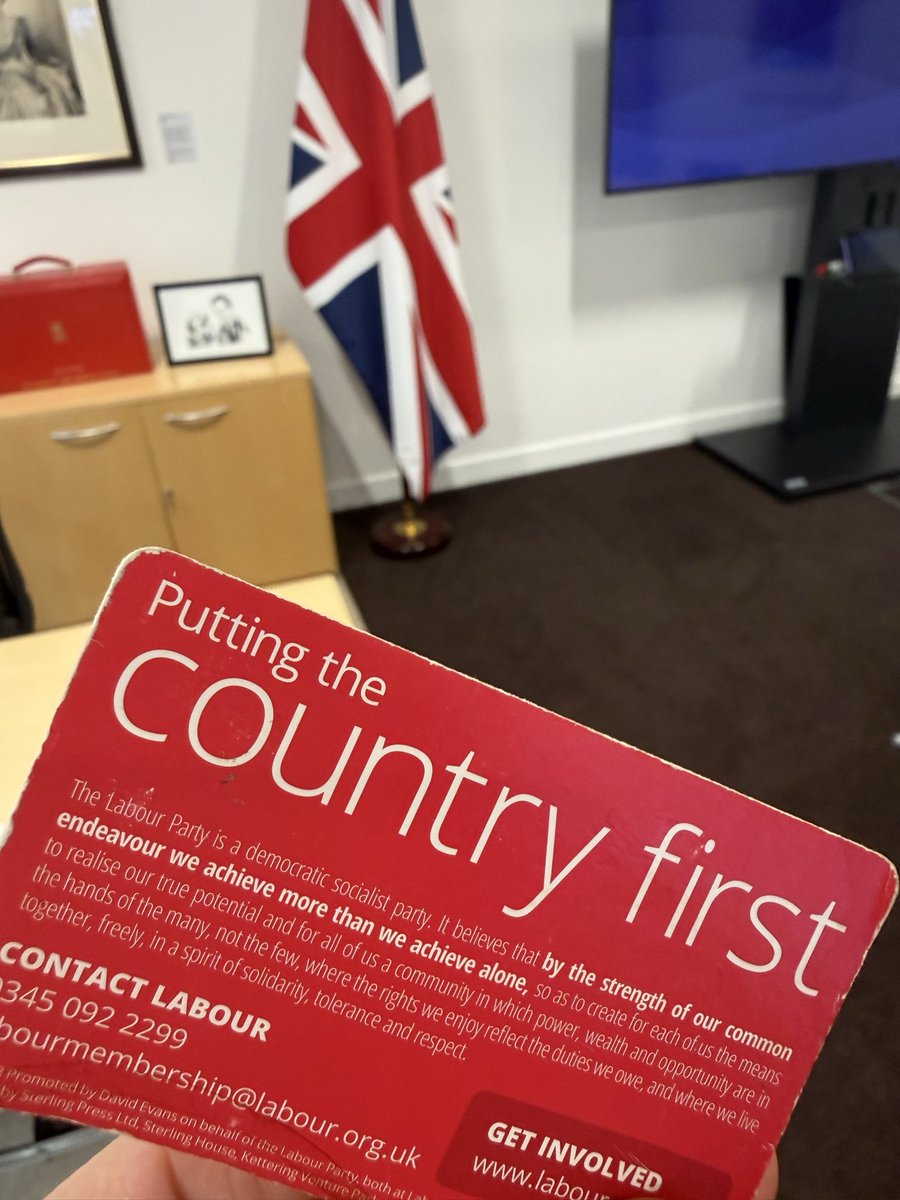 Putting the
country first
The Labour Party is a democratic socialist party. It believes that by the strength of our common
endeavour we achieve more than we achieve alone, so as to create for each of us the means
to realise our true potential and for all of us a community in which power, wealth and opportunity are in
the hands of the many, not the few, where the rights we enjoy reflect the duties we owe, and where we live
together, freely, in a spirit of solidarity, tolerance and respect.
CONTACT LABOUR
0345 092 2299
bourmembership@labour.org.uk
Promoted by David Evans on behalf of the Labour Party, both at
by Sterling Press Ltd, Sterling House, Kettering Venture
GET INVOLVED
www.labour